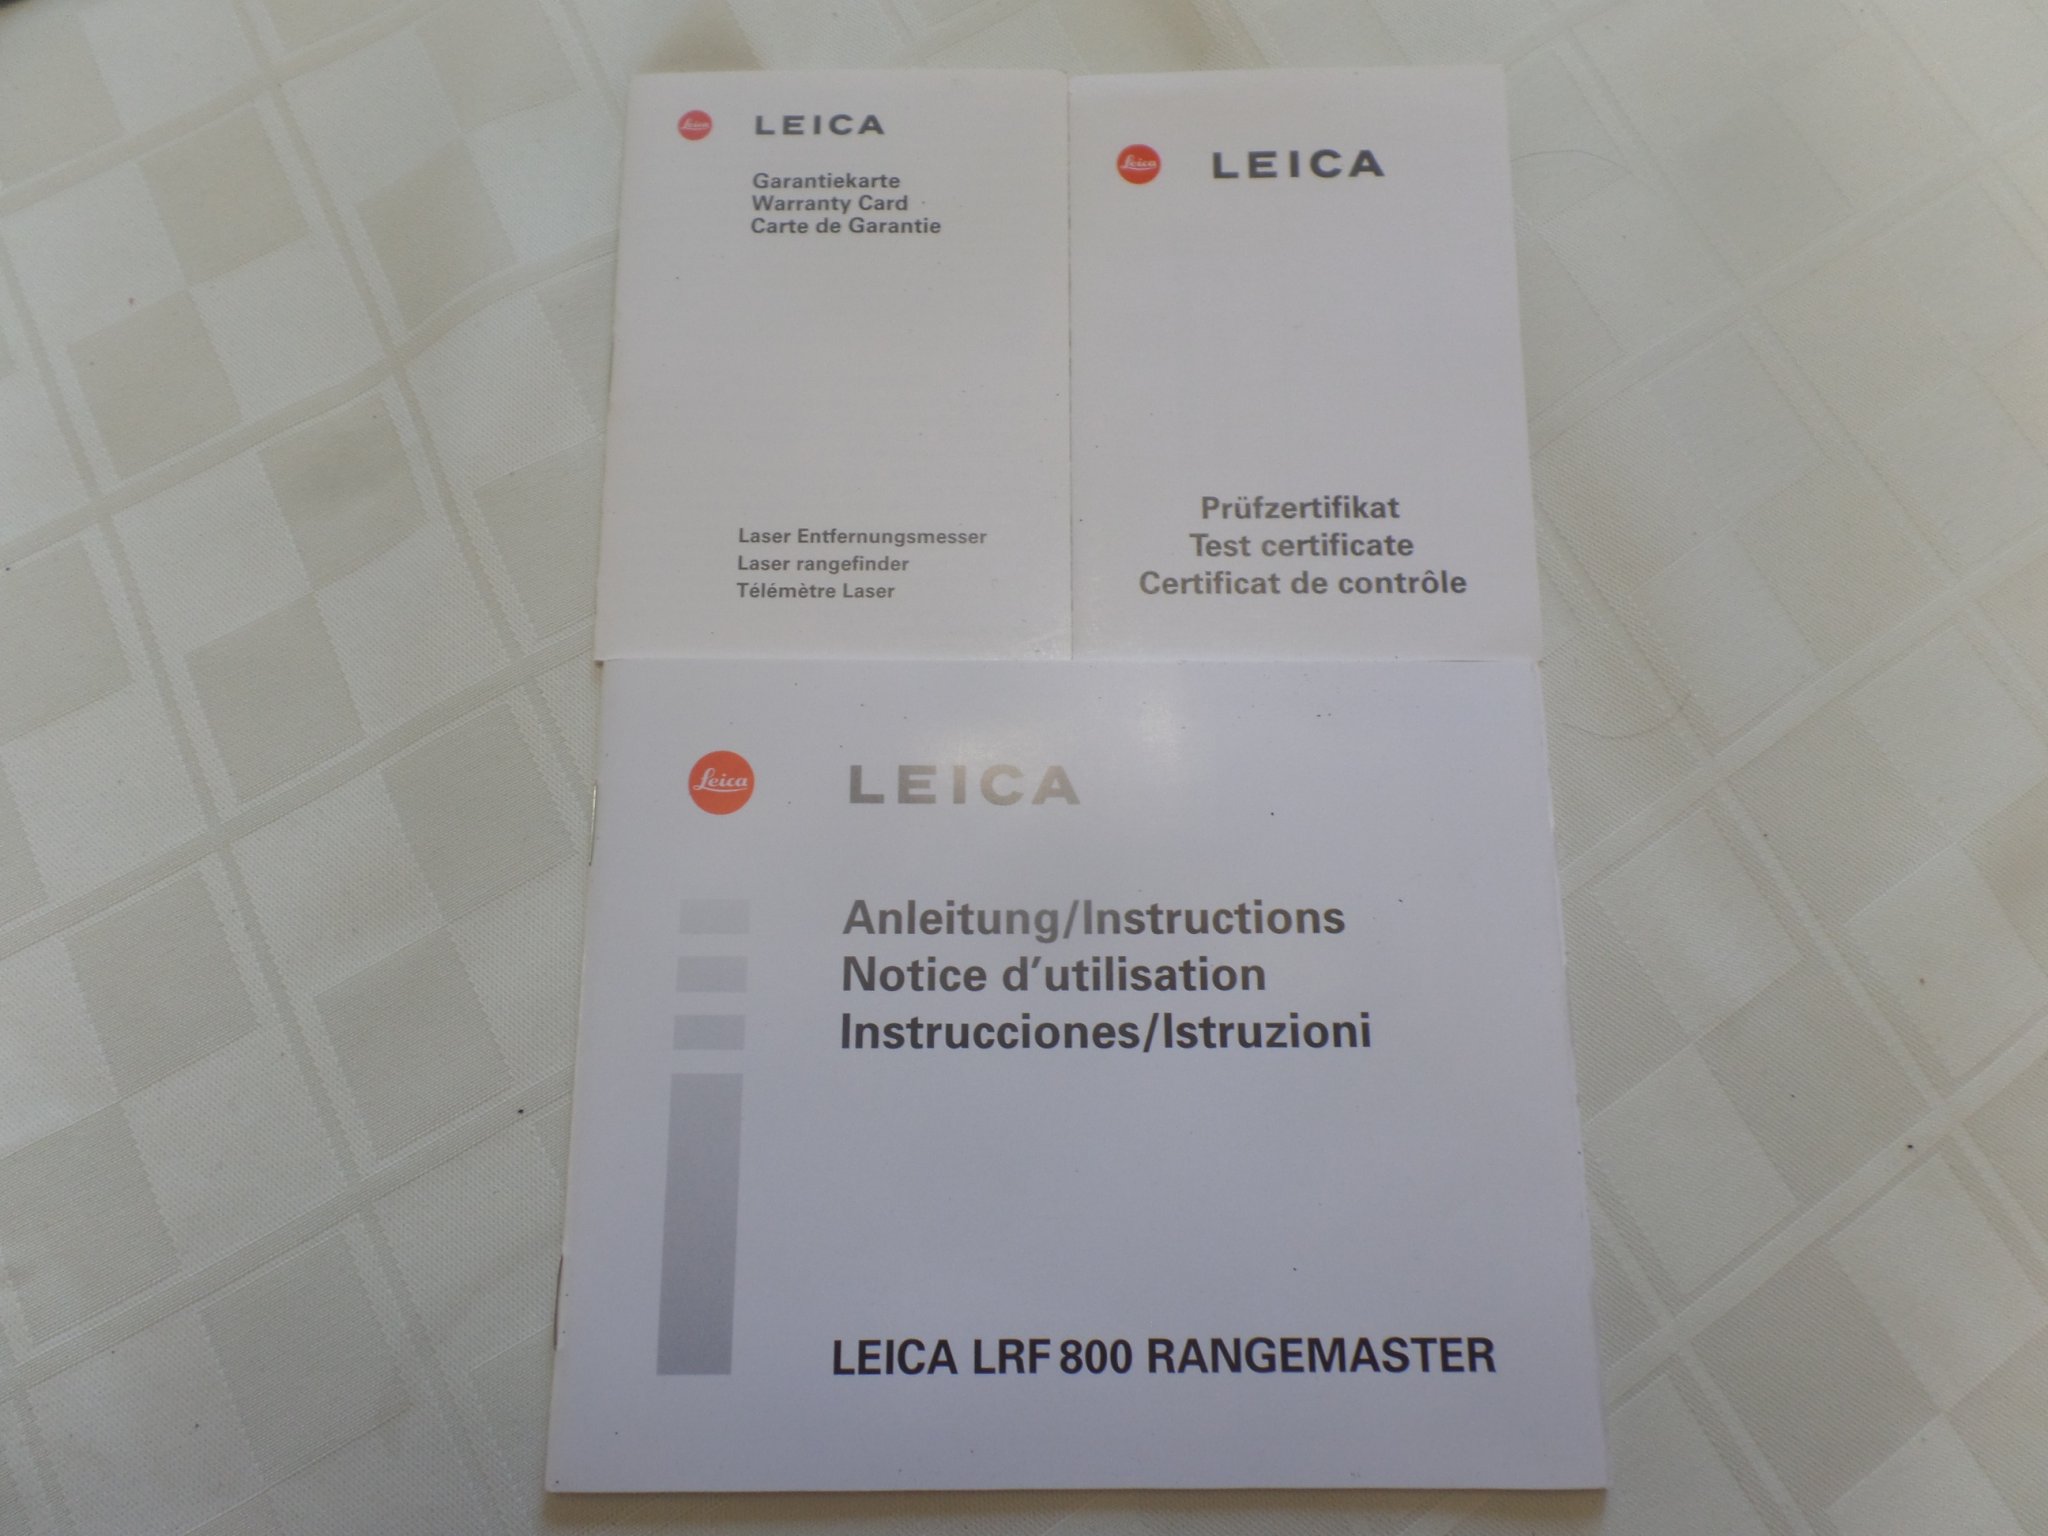 Leica LEICA
Garantiekarte
Warranty Card
Carte de Garantie
Laser Entfernungsmesser
Laser rangefinder
Télémètre Laser
Leica LEICA
Prüfzertifikat
Test certificate
Certificat de contrôle
Leica LEICA
Anleitung/Instructions
Notice d'utilisation
Instrucciones/Istruzioni
LEICA LRF 800 RANGEMASTER